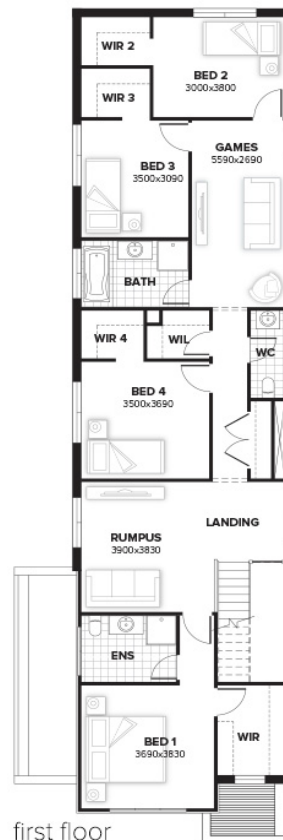 WIR 2
BED 2
3000x3800
WIR 3
GAMES
5590x2690
BED 3
3500x3090
BATH
WIR 4
WIL
WC
BED 4
3500x3690
LANDING
RUMPUS
3900x3830
ENS
BED 1
3690x3830
WIR
first floor